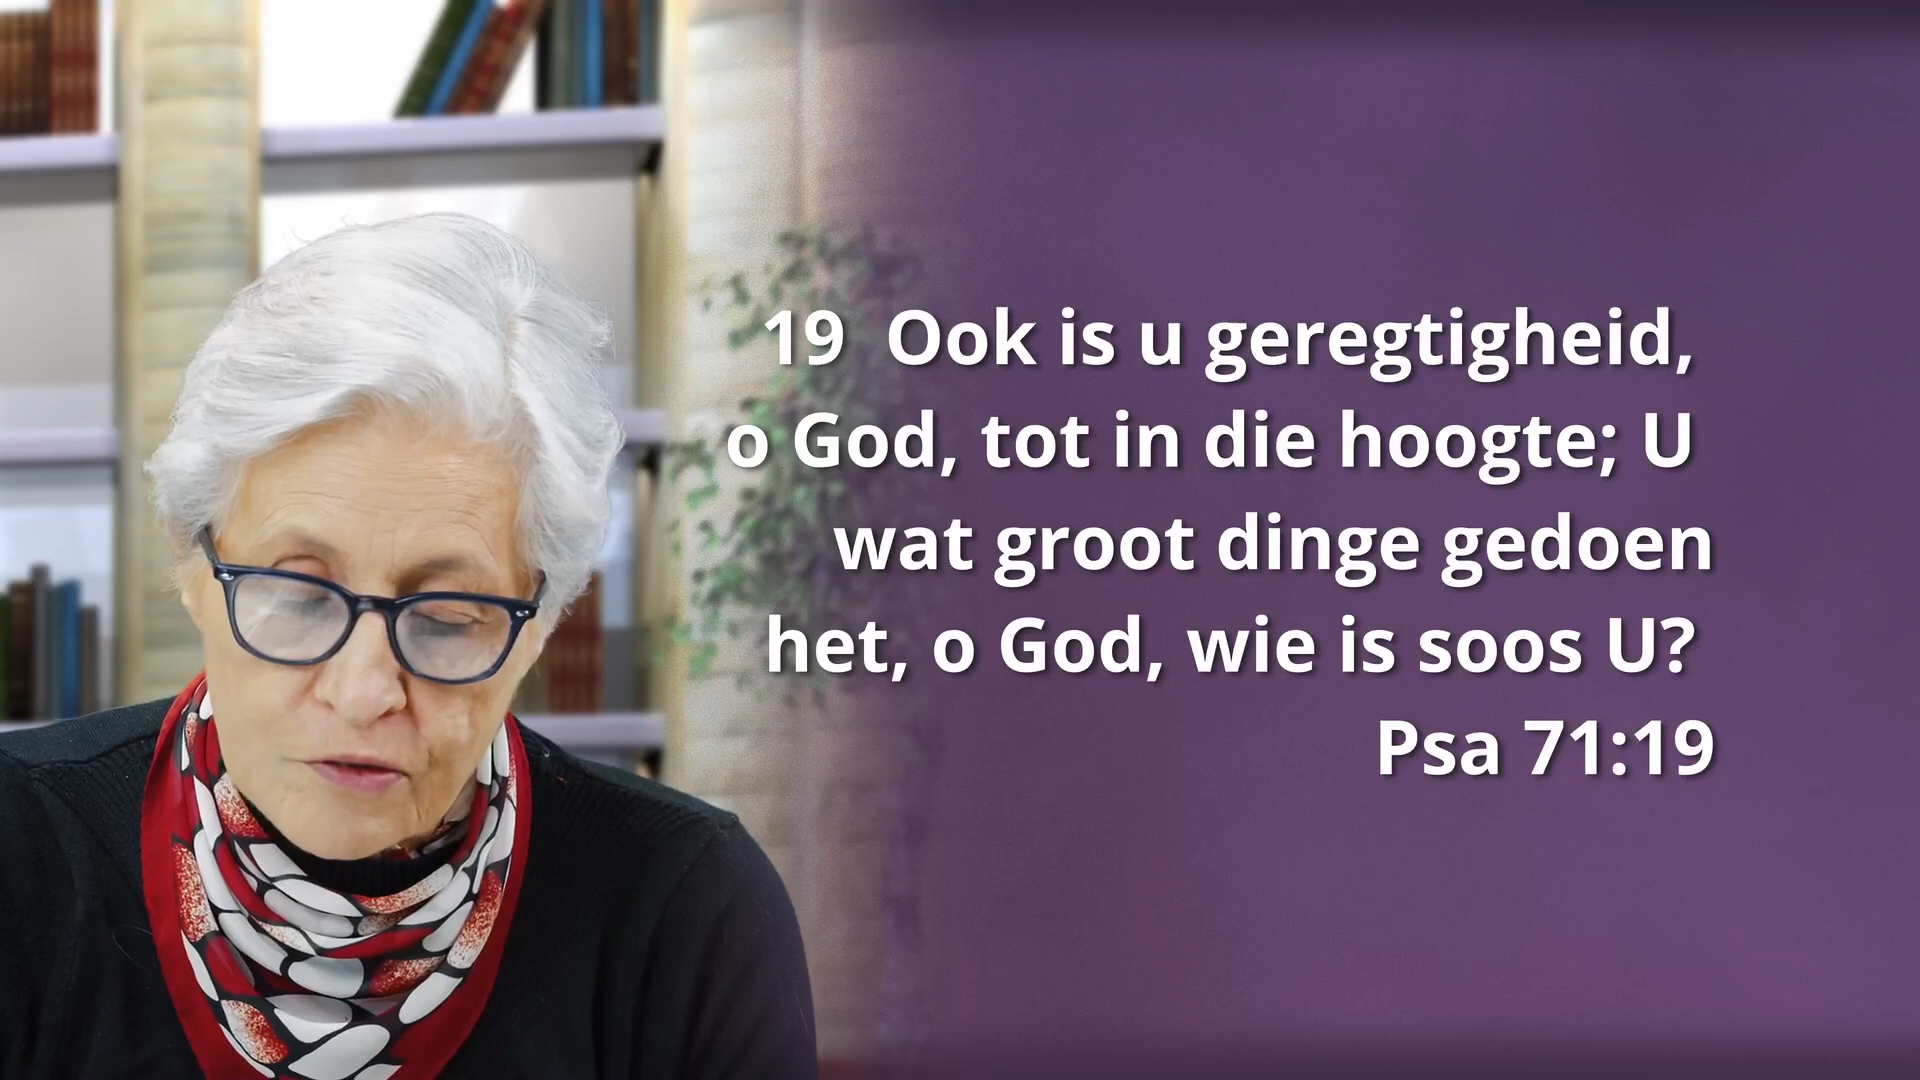 19 Ook is u geregtigheid,
o God, tot in die hoogte; U
wat groot dinge gedoen
het, o God, wie is soos U?
Psa 71:19